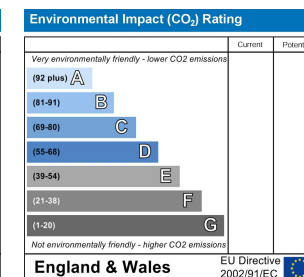 Environmental Impact (CO₂) Rating
Current Potent
Very environmentally friendly - lower CO2 emissions
(92 plus) A
(81-91) B
(69-80) C
(55-68) D
(39-54) E
(21-38) F
(1-20) G
Not environmentally friendly - higher CO2 emissions
England & Wales
EU Directive
2002/91/EC